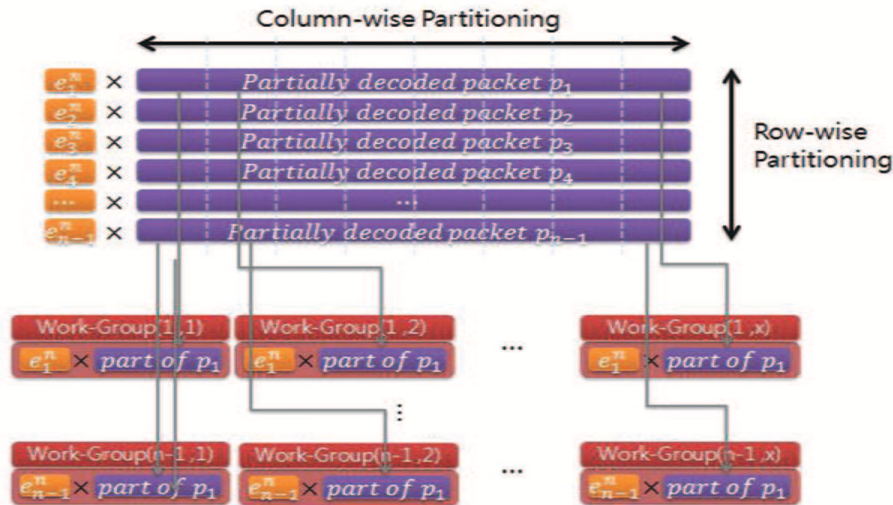 Column-wise Partitioning
e₁ⁿ × Partially decoded packet p₁
e₂ⁿ × Partially decoded packet p₂
e₃ⁿ × Partially decoded packet p₃
e₄ⁿ × Partially decoded packet p₄
... × ...
eₙ₋₁ⁿ × Partially decoded packet pₙ₋₁
Row-wise
Partitioning
Work-Group(1,1) Work-Group(1,2) ... Work-Group(1,x)
e₁ⁿ × part of p₁ e₁ⁿ × part of p₁ e₁ⁿ × part of p₁
⋮
Work-Group(n-1,1) Work-Group(n-1,2) ... Work-Group(n-1,x)
eₙ₋₁ⁿ × part of p₁ eₙ₋₁ⁿ × part of p₁ eₙ₋₁ⁿ × part of p₁